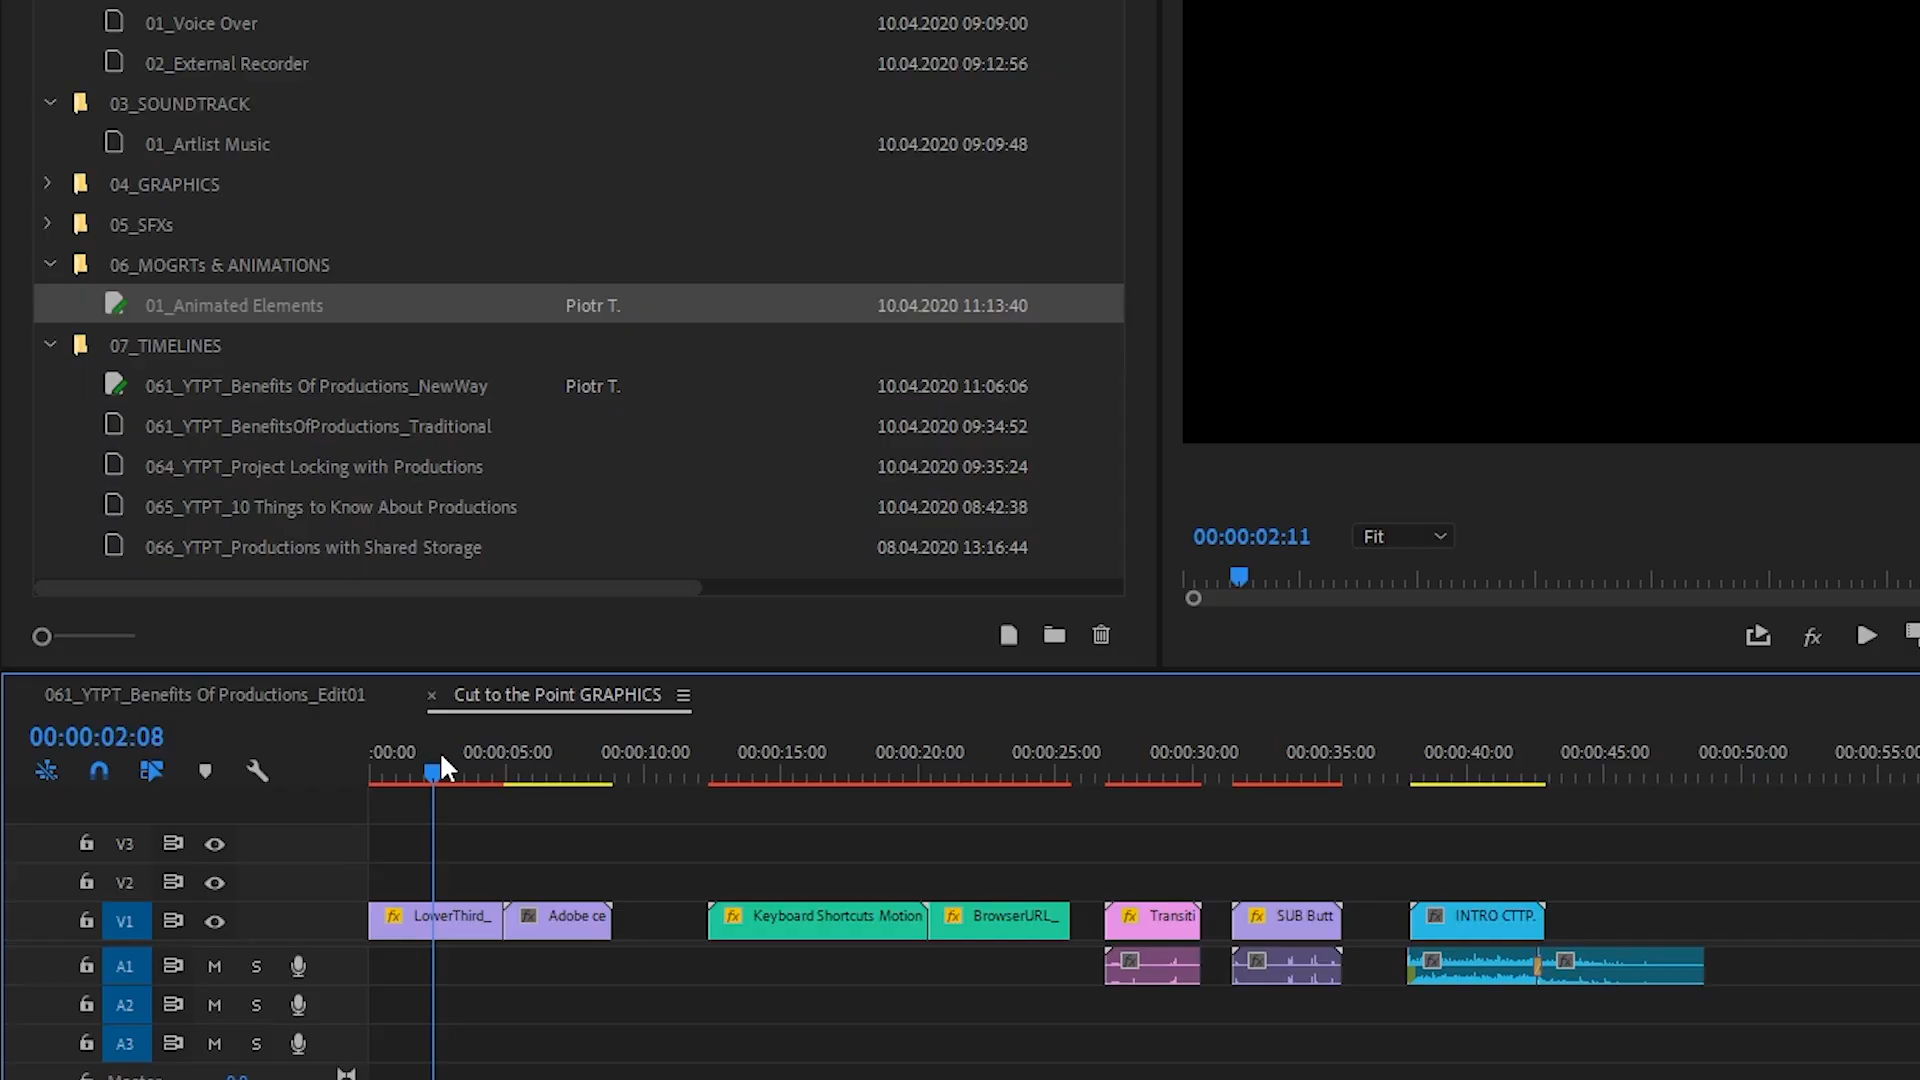 01_Voice Over 10.04.2020 09:09:00
02_External Recorder 10.04.2020 09:12:56
03_SOUNDTRACK
01_Artlist Music 10.04.2020 09:09:48
04_GRAPHICS
05_SFXs
06_MOGRTs & ANIMATIONS
01_Animated Elements Piotr T. 10.04.2020 11:13:40
07_TIMELINES
061_YTPT_Benefits Of Productions_NewWay Piotr T. 10.04.2020 11:06:06
061_YTPT_BenefitsOfProductions_Traditional 10.04.2020 09:34:52
064_YTPT_Project Locking with Productions 10.04.2020 09:35:24
065_YTPT_10 Things to Know About Productions 10.04.2020 08:42:38
066_YTPT_Productions with Shared Storage 08.04.2020 13:16:44
00:00:02:11 Fit
fx
061_YTPT_Benefits Of Productions_Edit01 × Cut to the Point GRAPHICS
00:00:02:08
:00:00 00:00:05:00 00:00:10:00 00:00:15:00 00:00:20:00 00:00:25:00 00:00:30:00 00:00:35:00 00:00:40:00 00:00:45:00 00:00:50:00 00:00:55:00
V3
V2
V1 fx LowerThird_ fx Adobe ce fx Keyboard Shortcuts Motion fx BrowserURL_ fx Transiti fx SUB Butt fx INTRO CTTP.
A1 M S fx fx fx fx
A2 M S
A3 M S